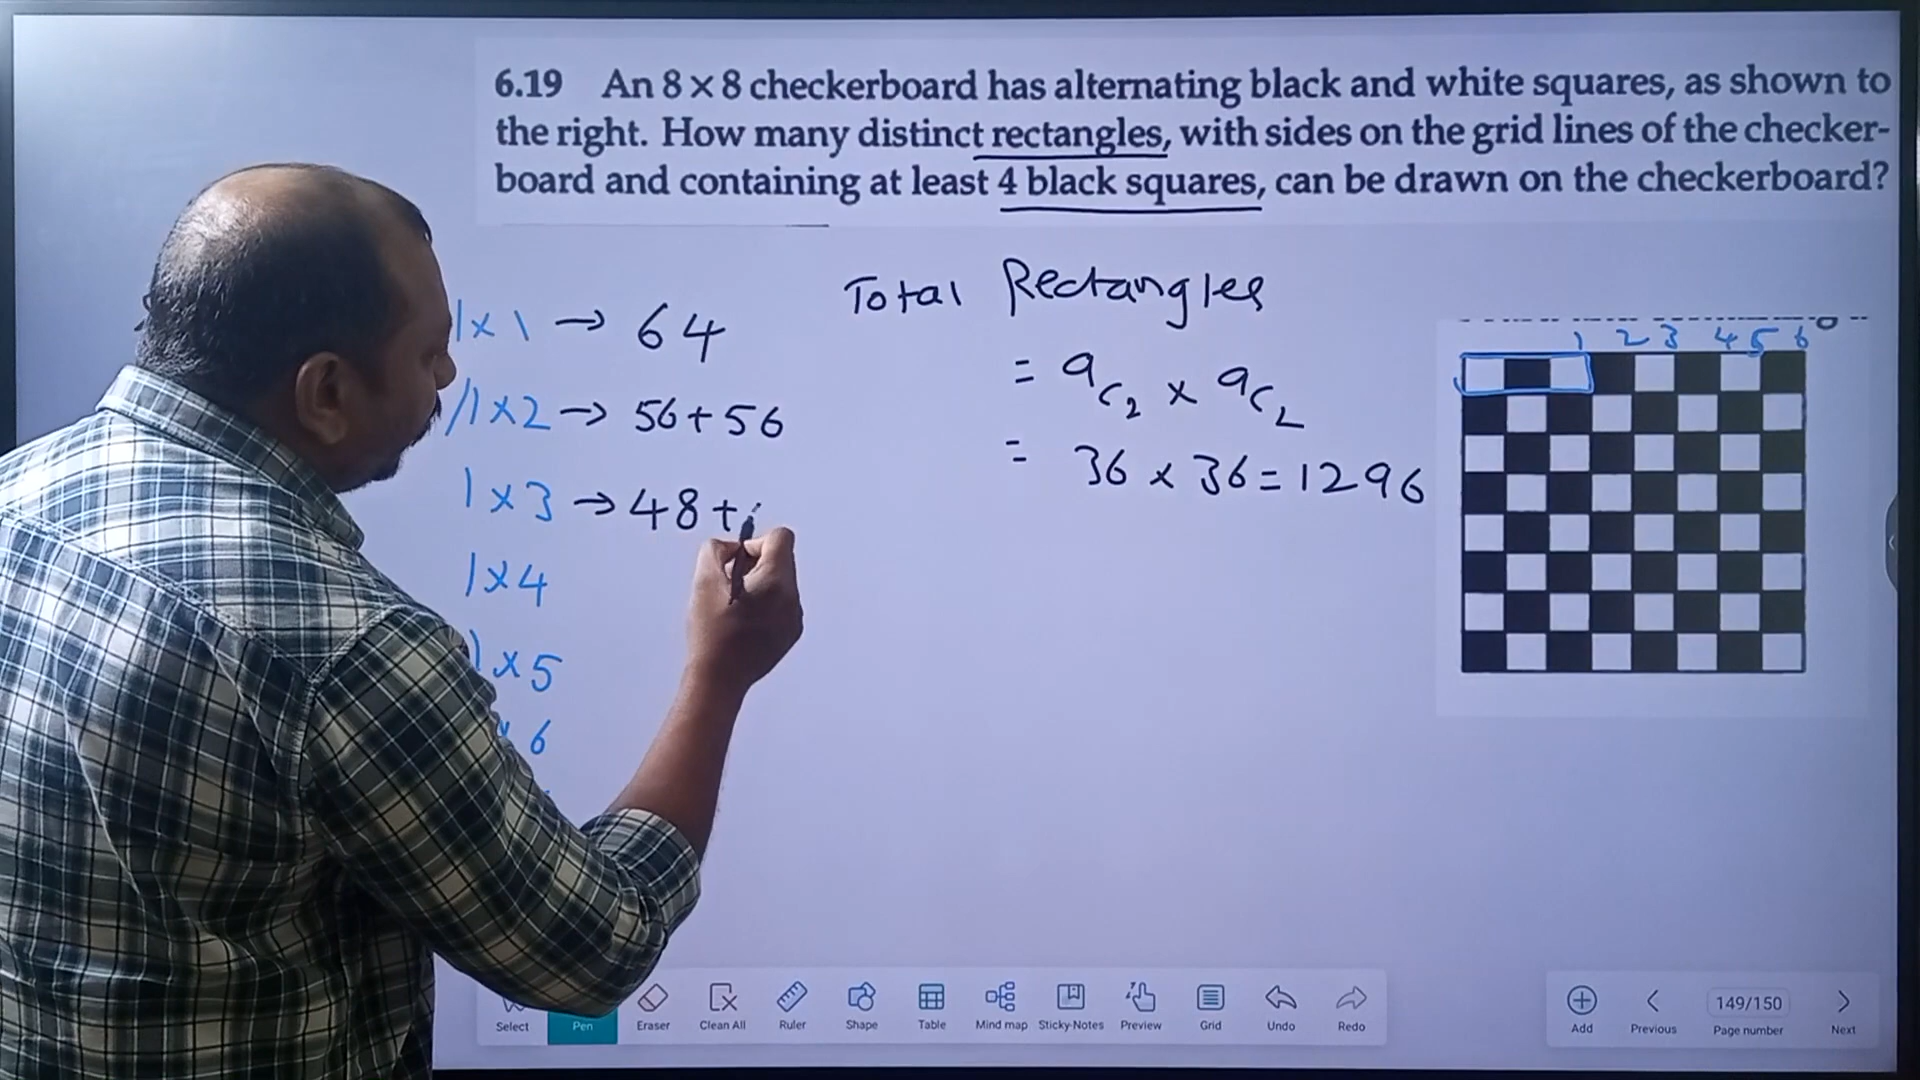 6.19 An 8 × 8 checkerboard has alternating black and white squares, as shown to
the right. How many distinct rectangles, with sides on the grid lines of the checker-
board and containing at least 4 black squares, can be drawn on the checkerboard?
Total Rectangles
= 9C2 × 9C2
= 36 × 36 = 1296
1×1 → 64
1×2 → 56+56
1×3 → 48+
1×4
1×5
6
1 2 3 4 5 6
Select Pen Eraser Clean All Ruler Shape Table Mind map Sticky Notes Preview Grid Undo Redo
Add Previous 149/150 Page number Next